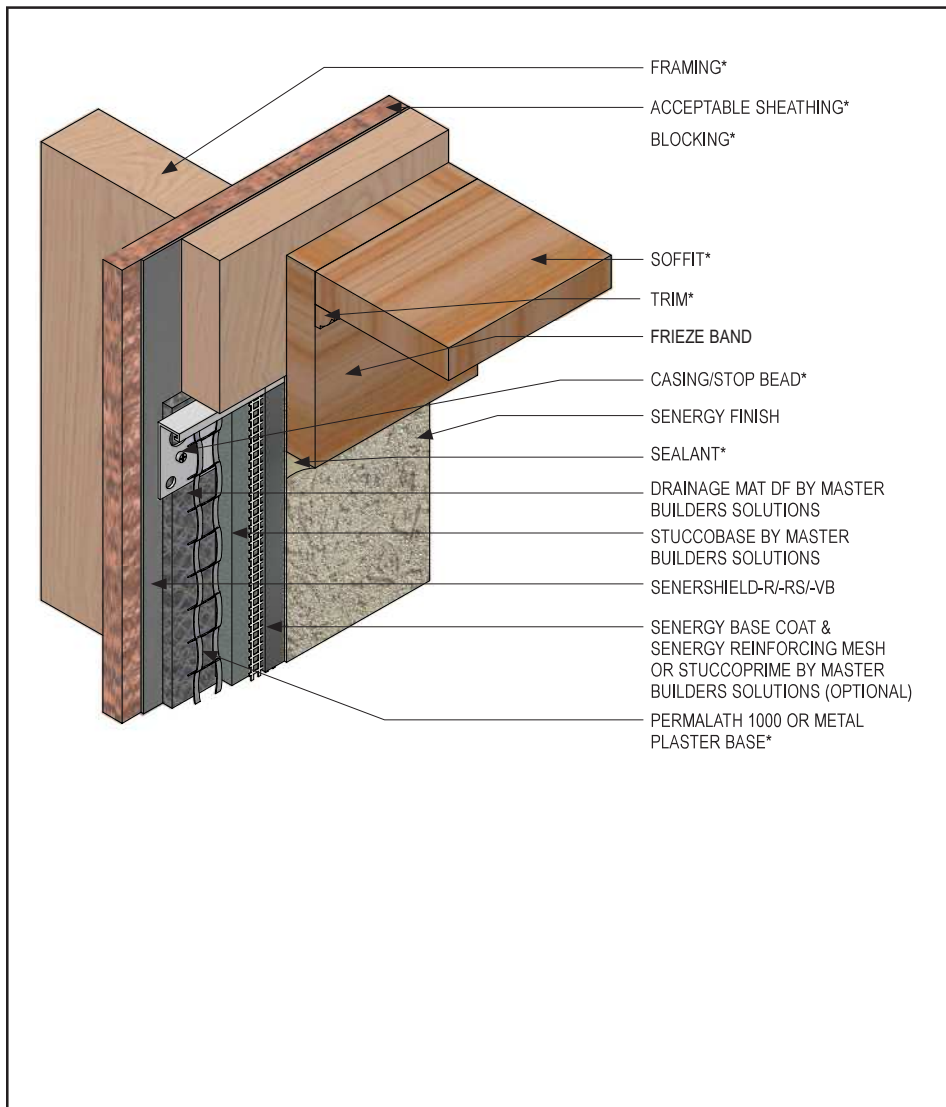 FRAMING*
ACCEPTABLE SHEATHING*
BLOCKING*
SOFFIT*
TRIM*
FRIEZE BAND
CASING/STOP BEAD*
SENERGY FINISH
SEALANT*
DRAINAGE MAT DF BY MASTER
BUILDERS SOLUTIONS
STUCCOBASE BY MASTER
BUILDERS SOLUTIONS
SENERSHIELD-R/-RS/-VB
SENERGY BASE COAT &
SENERGY REINFORCING MESH
OR STUCCOPRIME BY MASTER
BUILDERS SOLUTIONS (OPTIONAL)
PERMALATH 1000 OR METAL
PLASTER BASE*